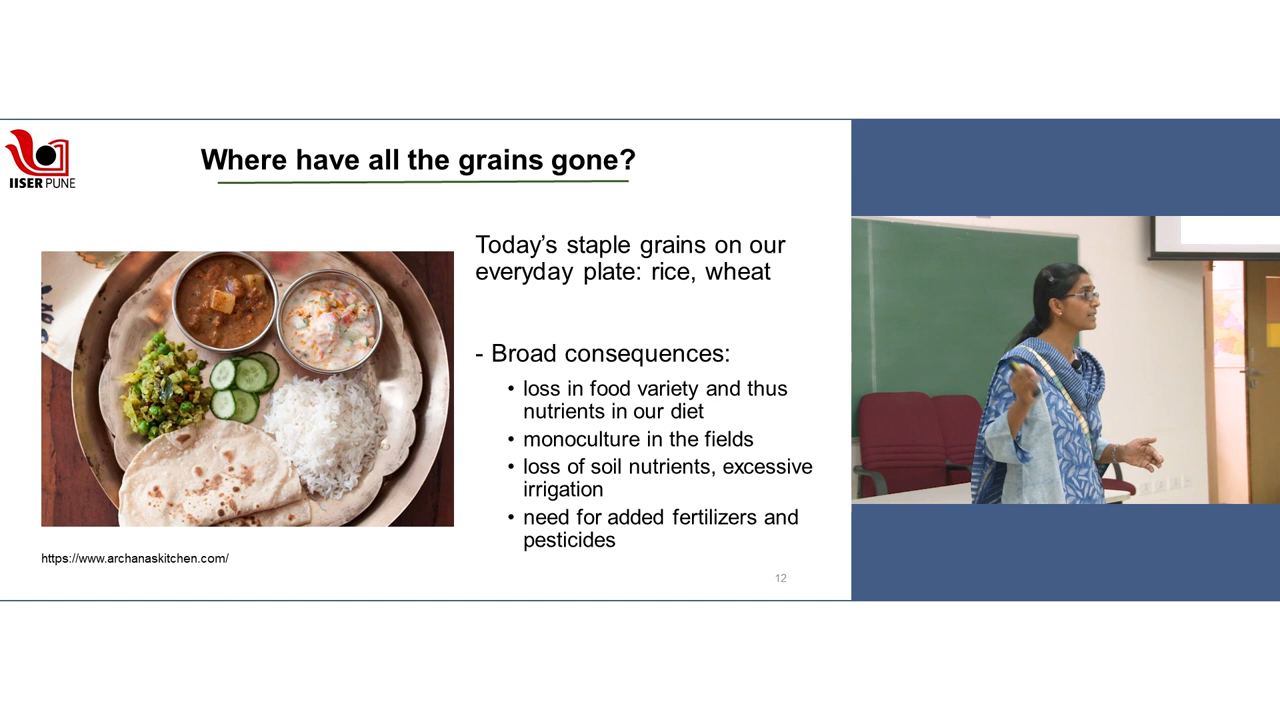 IISER PUNE
Where have all the grains gone?
Today’s staple grains on our
everyday plate: rice, wheat
- Broad consequences:
• loss in food variety and thus
nutrients in our diet
• monoculture in the fields
• loss of soil nutrients, excessive
irrigation
• need for added fertilizers and
pesticides
https://www.archanaskitchen.com/
12